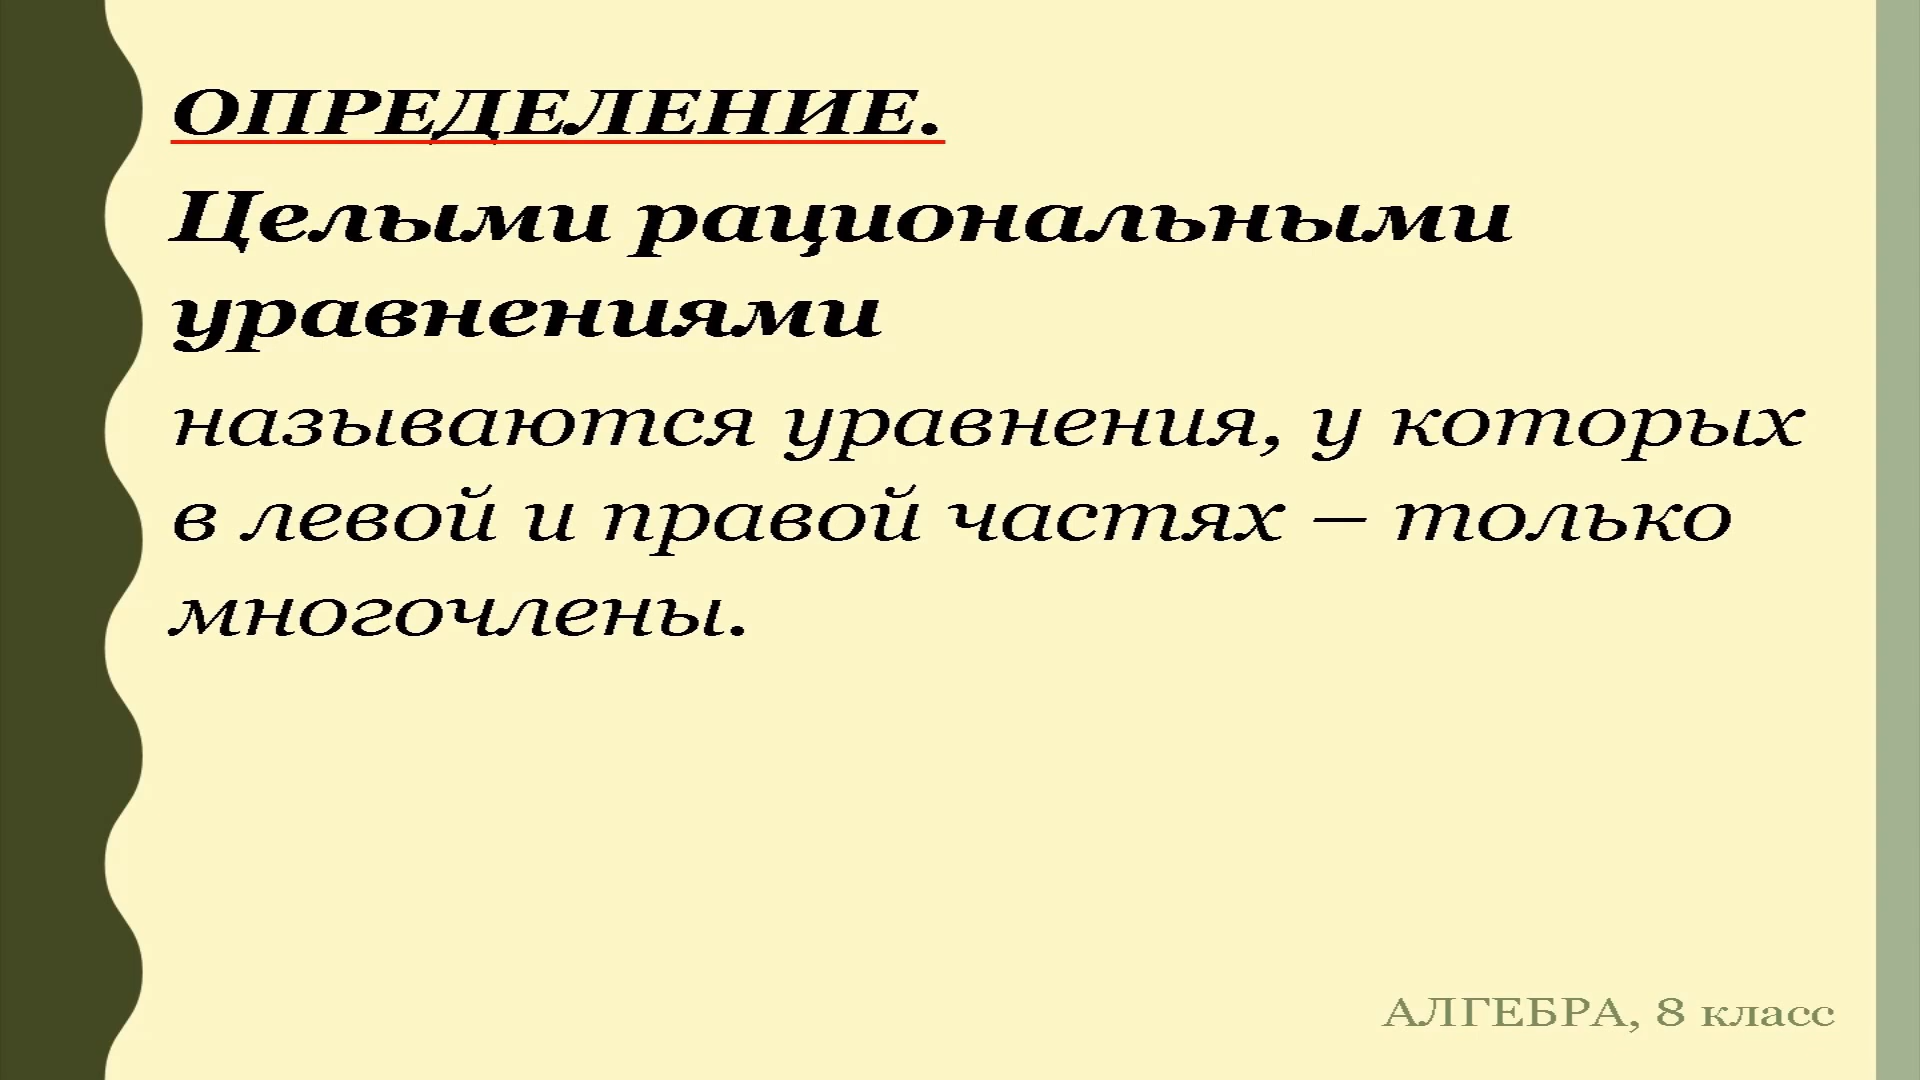 ОПРЕДЕЛЕНИЕ.
Целыми рациональными
уравнениями
называются уравнения, у которых
в левой и правой частях – только
многочлены.
АЛГЕБРА, 8 класс